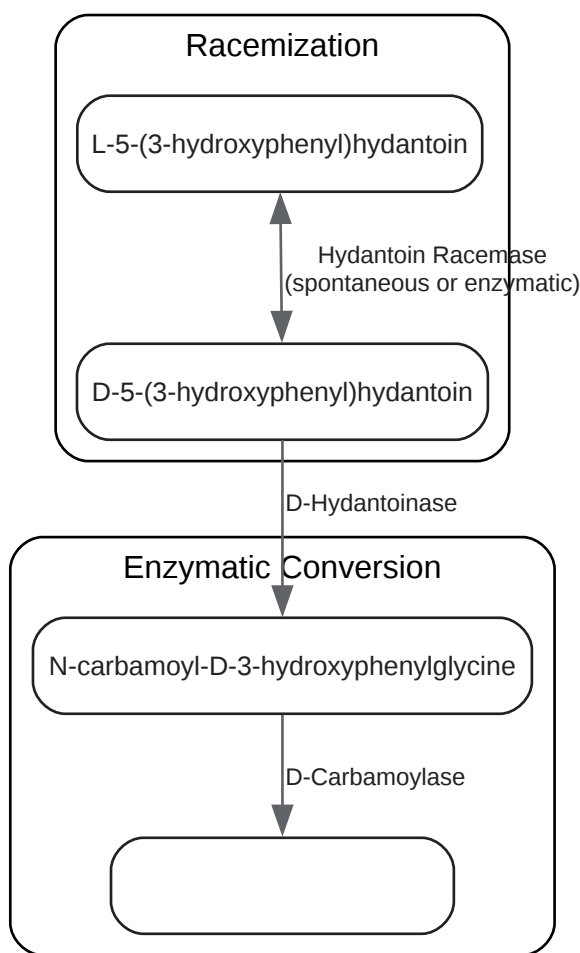 Racemization
L-5-(3-hydroxyphenyl)hydantoin
Hydantoin Racemase
(spontaneous or enzymatic)
D-5-(3-hydroxyphenyl)hydantoin
D-Hydantoinase
Enzymatic Conversion
N-carbamoyl-D-3-hydroxyphenylglycine
D-Carbamoylase